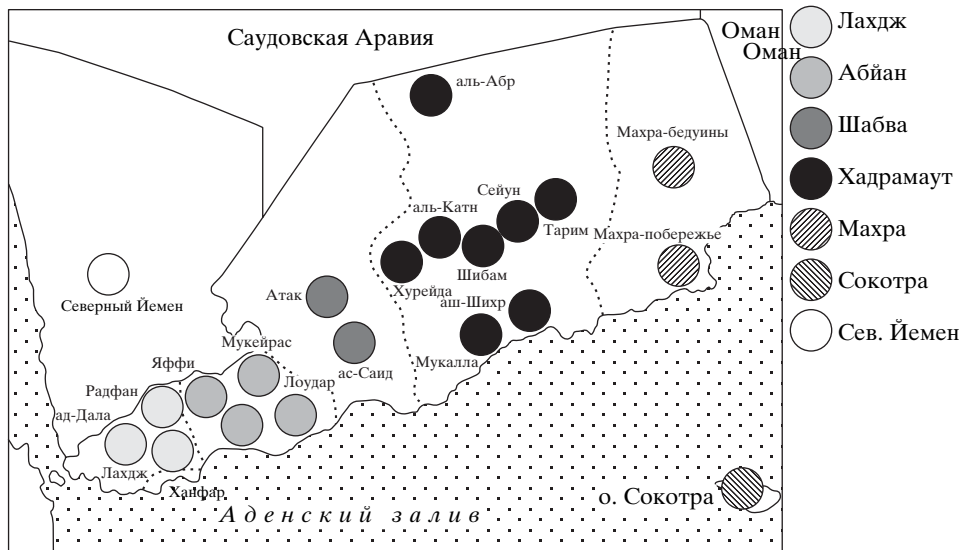 Саудовская Аравия
Оман
Оман
аль-Абр
Махра-бедуины
Сейун
аль-Катн
Тарим
Махра-побережье
Шибам
Хурейда
аш-Шихр
Атак
Северный Йемен
Мукейрас
Мукалла
ас-Саид
Яффи
Лоудар
Радфан
ад-Дала
Лахдж
Ханфар
о. Сокотра
Аденский залив
Лахдж
Абйан
Шабва
Хадрамаут
Махра
Сокотра
Сев. Йемен